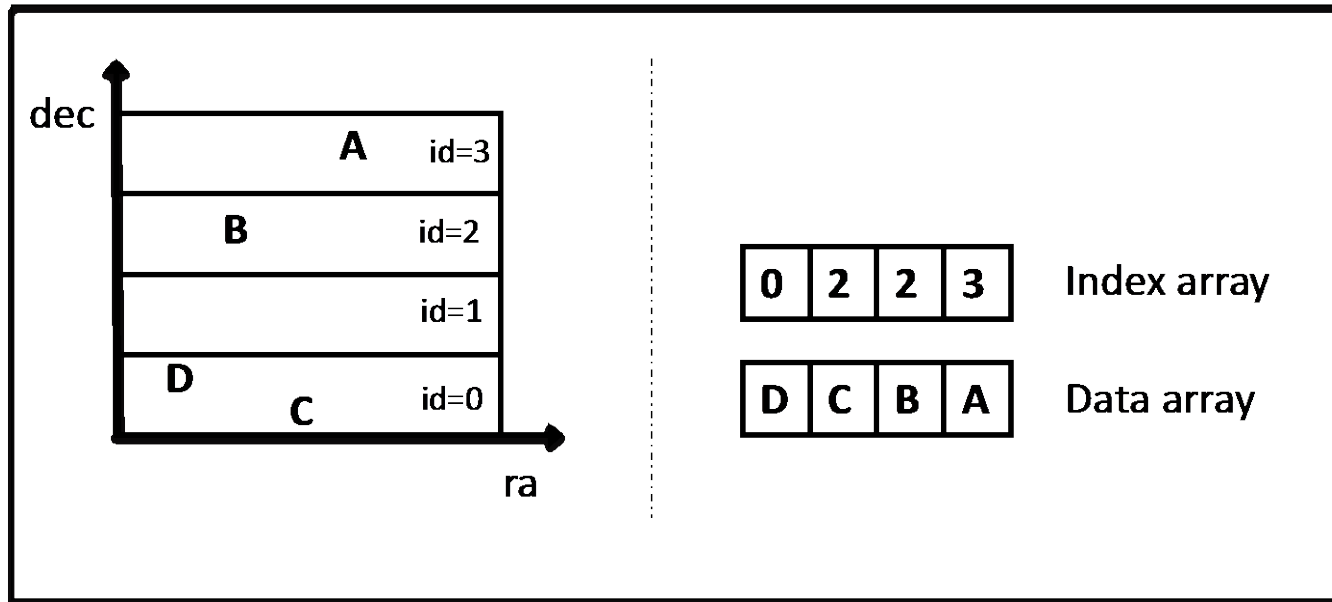 dec
A id=3
B id=2
id=1
D
C id=0
ra
0 2 2 3 Index array
D C B A Data array